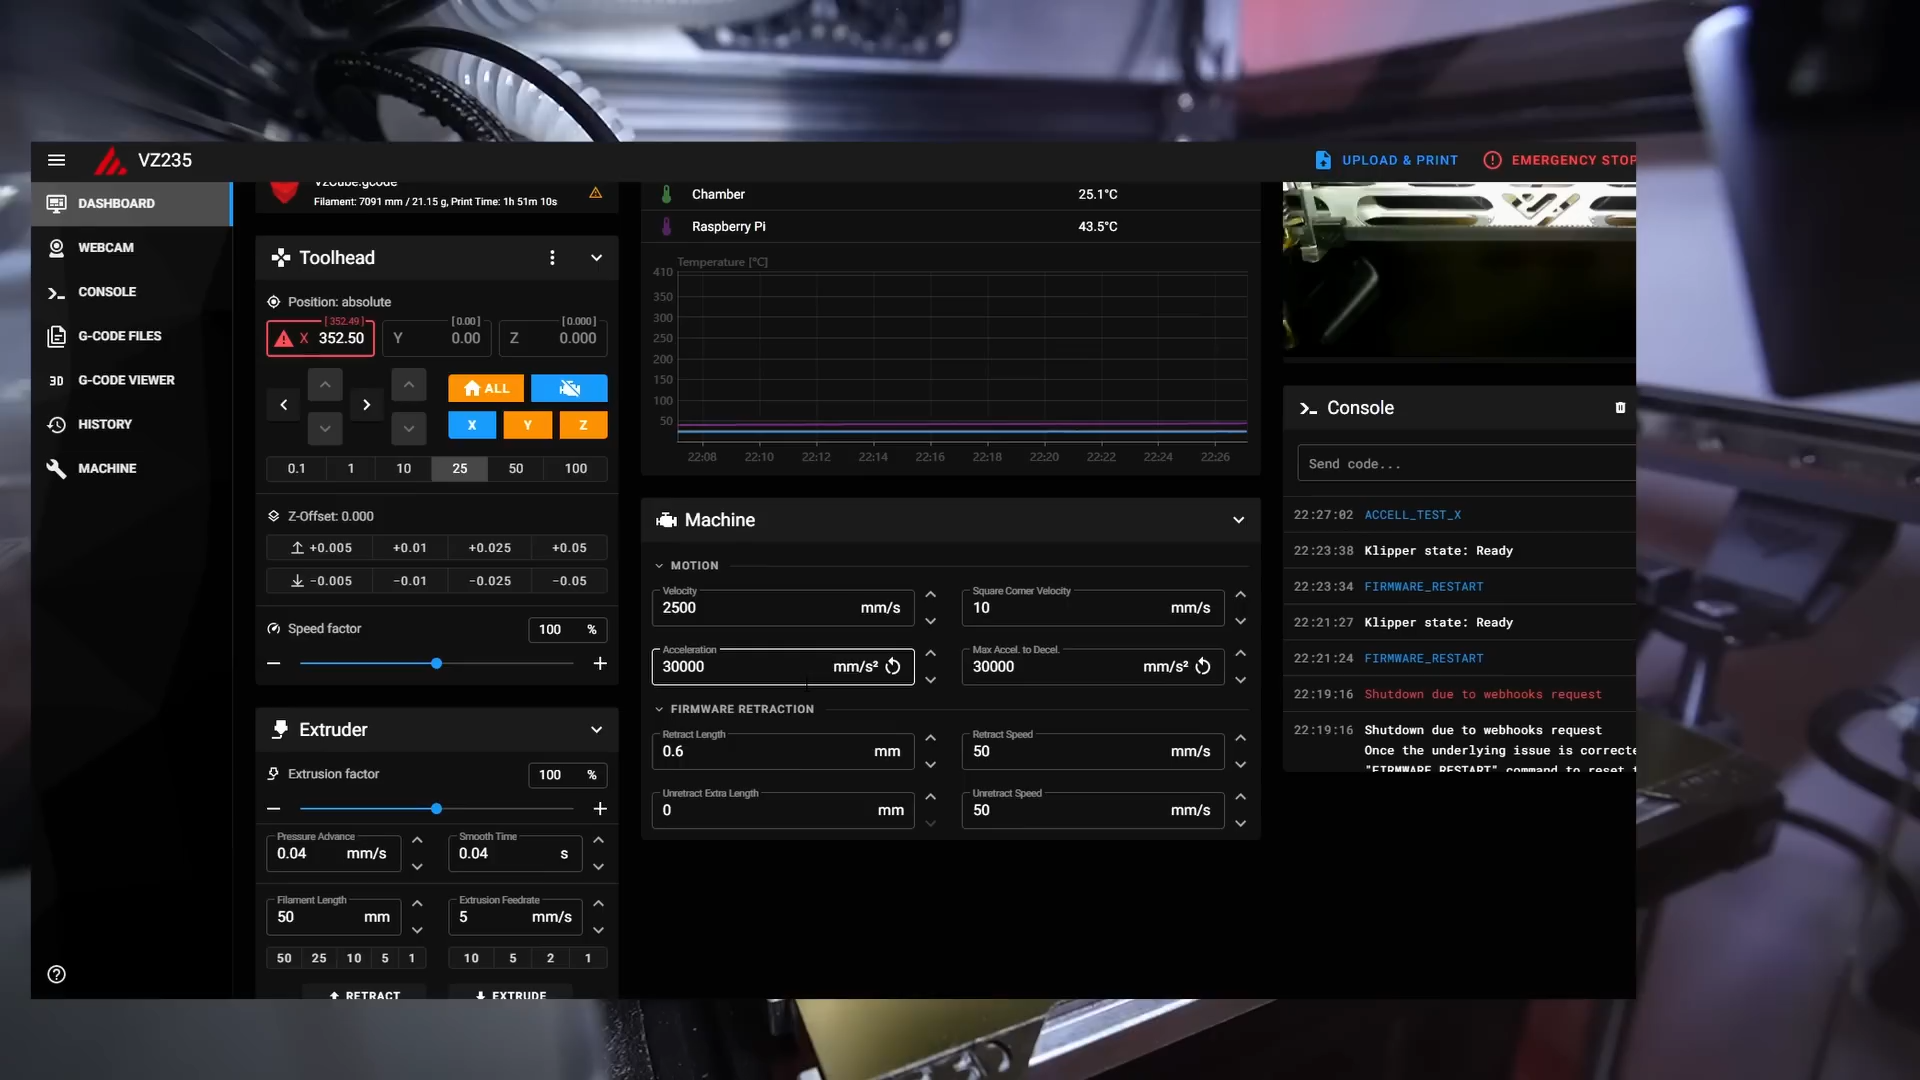 VZ235
UPLOAD & PRINT
EMERGENCY STOP
DASHBOARD
WEBCAM
CONSOLE
G-CODE FILES
3D G-CODE VIEWER
HISTORY
MACHINE
VzCube.gcode
Filament: 7091 mm / 21.15 g, Print Time: 1h 51m 10s
Toolhead
Position: absolute
[ 352.49 ]
X 352.50
[ 0.00 ]
Y 0.00
[ 0.000 ]
Z 0.000
ALL
X Y Z
0.1 1 10 25 50 100
Z-Offset: 0.000
+0.005 +0.01 +0.025 +0.05
-0.005 -0.01 -0.025 -0.05
Speed factor 100 %
Extruder
Extrusion factor 100 %
Pressure Advance
0.04 mm/s
Smooth Time
0.04 s
Filament Length
50 mm
Extrusion Feedrate
5 mm/s
50 25 10 5 1
10 5 2 1
RETRACT
EXTRUDE
Chamber 25.1°C
Raspberry Pi 43.5°C
Temperature [°C]
410
350
300
250
200
150
100
50
22:08 22:10 22:12 22:14 22:16 22:18 22:20 22:22 22:24 22:26
Machine
MOTION
Velocity
2500 mm/s
Square Corner Velocity
10 mm/s
Acceleration
30000 mm/s²
Max Accel. to Decel.
30000 mm/s²
FIRMWARE RETRACTION
Retract Length
0.6 mm
Retract Speed
50 mm/s
Unretract Extra Length
0 mm
Unretract Speed
50 mm/s
Console
Send code...
22:27:02 ACCELL_TEST_X
22:23:38 Klipper state: Ready
22:23:34 FIRMWARE_RESTART
22:21:27 Klipper state: Ready
22:21:24 FIRMWARE_RESTART
22:19:16 Shutdown due to webhooks request
22:19:16 Shutdown due to webhooks request
Once the underlying issue is correcte
"FIRMWARE_RESTART" command to reset t